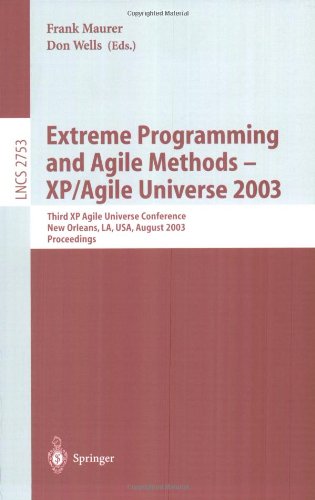 Frank Maurer
Don Wells (Eds.)
LNCS 2753
Extreme Programming
and Agile Methods –
XP/Agile Universe 2003
Third XP Agile Universe Conference
New Orleans, LA, USA, August 2003
Proceedings
Springer